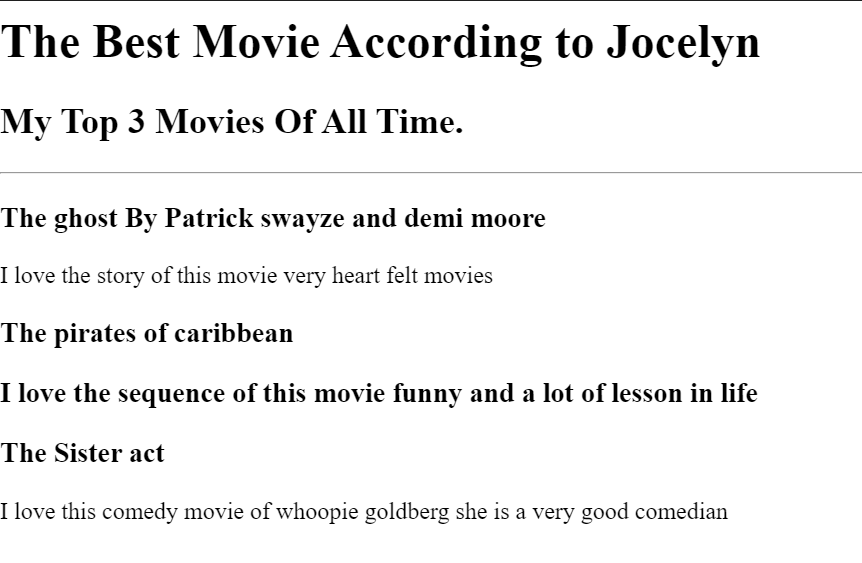 The Best Movie According to Jocelyn
My Top 3 Movies Of All Time.
The ghost By Patrick swayze and demi moore
I love the story of this movie very heart felt movies
The pirates of caribbean
I love the sequence of this movie funny and a lot of lesson in life
The Sister act
I love this comedy movie of whoopie goldberg she is a very good comedian